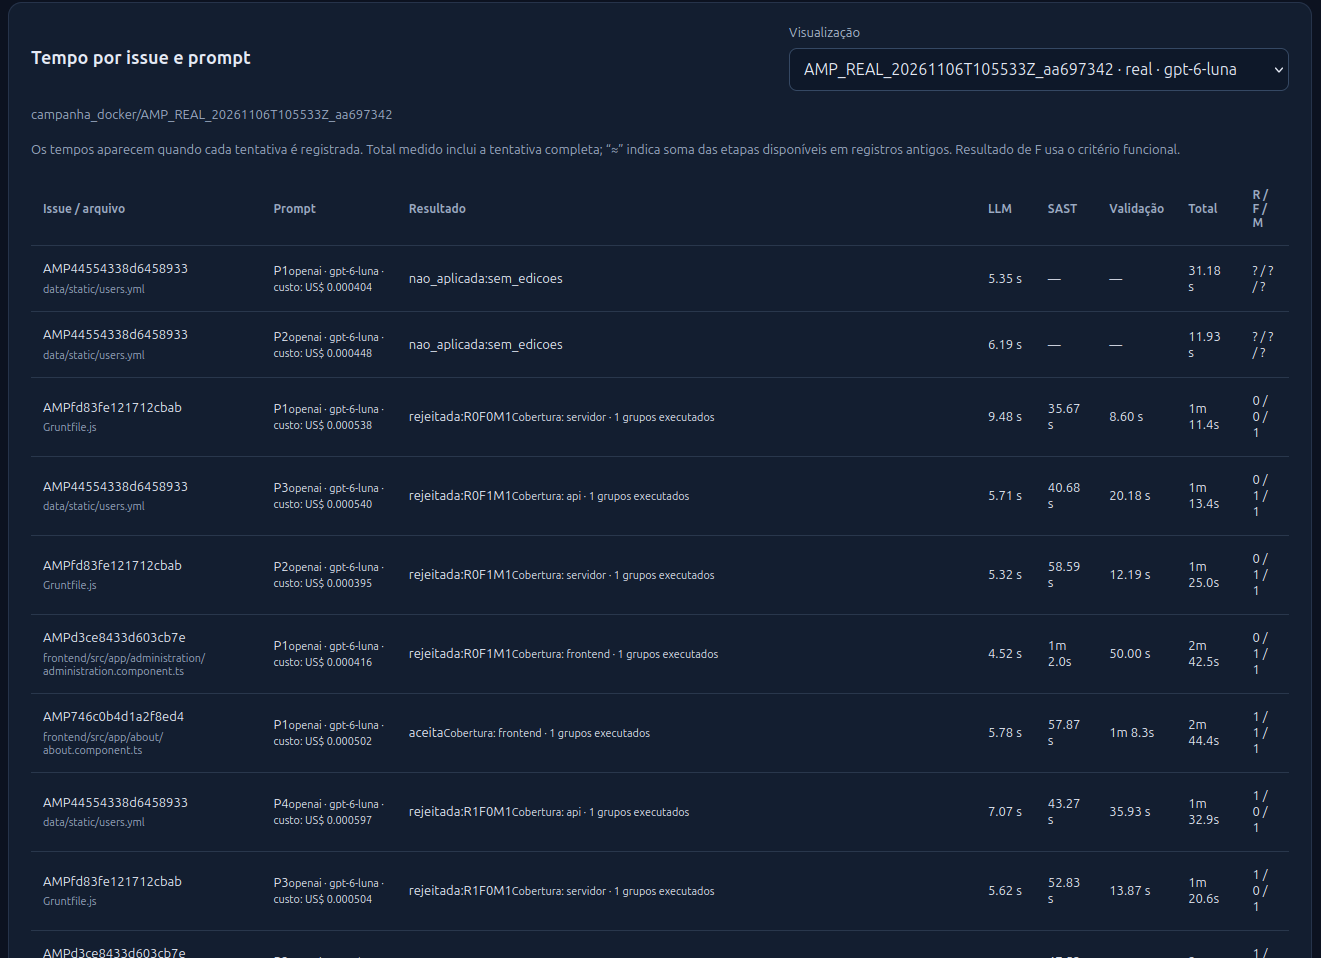 Visualização
Tempo por issue e prompt
AMP_REAL_20261106T105533Z_aa697342 · real · gpt-6-luna
campanha_docker/AMP_REAL_20261106T105533Z_aa697342
Os tempos aparecem quando cada tentativa é registrada. Total medido inclui a tentativa completa; “≈” indica soma das etapas disponíveis em registros antigos. Resultado de F usa o critério funcional.
Issue / arquivo Prompt Resultado LLM SAST Validação Total R /
F /
M
AMP44554338d6458933
data/static/users.yml
P1openai · gpt-6-luna ·
custo: US$ 0.000404
nao_aplicada:sem_edicoes
5.35 s
—
—
31.18
s
? / ?
/ ?
AMP44554338d6458933
data/static/users.yml
P2openai · gpt-6-luna ·
custo: US$ 0.000448
nao_aplicada:sem_edicoes
6.19 s
—
—
11.93
s
? / ?
/ ?
AMPfd83fe121712cbab
Gruntfile.js
P1openai · gpt-6-luna ·
custo: US$ 0.000538
rejeitada:R0F0M1Cobertura: servidor · 1 grupos executados
9.48 s
35.67
s
8.60 s
1m
11.4s
0 /
0 /
1
AMP44554338d6458933
data/static/users.yml
P3openai · gpt-6-luna ·
custo: US$ 0.000540
rejeitada:R0F1M1Cobertura: api · 1 grupos executados
5.71 s
40.68
s
20.18 s
1m
13.4s
0 /
1 /
1
AMPfd83fe121712cbab
Gruntfile.js
P2openai · gpt-6-luna ·
custo: US$ 0.000395
rejeitada:R0F1M1Cobertura: servidor · 1 grupos executados
5.32 s
58.59
s
12.19 s
1m
25.0s
0 /
1 /
1
AMPd3ce8433d603cb7e
frontend/src/app/administration/
administration.component.ts
P1openai · gpt-6-luna ·
custo: US$ 0.000416
rejeitada:R0F1M1Cobertura: frontend · 1 grupos executados
4.52 s
1m
2.0s
50.00 s
2m
42.5s
0 /
1 /
1
AMP746c0b4d1a2f8ed4
frontend/src/app/about/
about.component.ts
P1openai · gpt-6-luna ·
custo: US$ 0.000502
aceitaCobertura: frontend · 1 grupos executados
5.78 s
57.87
s
1m 8.3s
2m
44.4s
1 /
1 /
1
AMP44554338d6458933
data/static/users.yml
P4openai · gpt-6-luna ·
custo: US$ 0.000597
rejeitada:R1F0M1Cobertura: api · 1 grupos executados
7.07 s
43.27
s
35.93 s
1m
32.9s
1 /
0 /
1
AMPfd83fe121712cbab
Gruntfile.js
P3openai · gpt-6-luna ·
custo: US$ 0.000504
rejeitada:R1F0M1Cobertura: servidor · 1 grupos executados
5.62 s
52.83
s
13.87 s
1m
20.6s
1 /
0 /
1
AMPd3ce8433d603cb7e
1 /